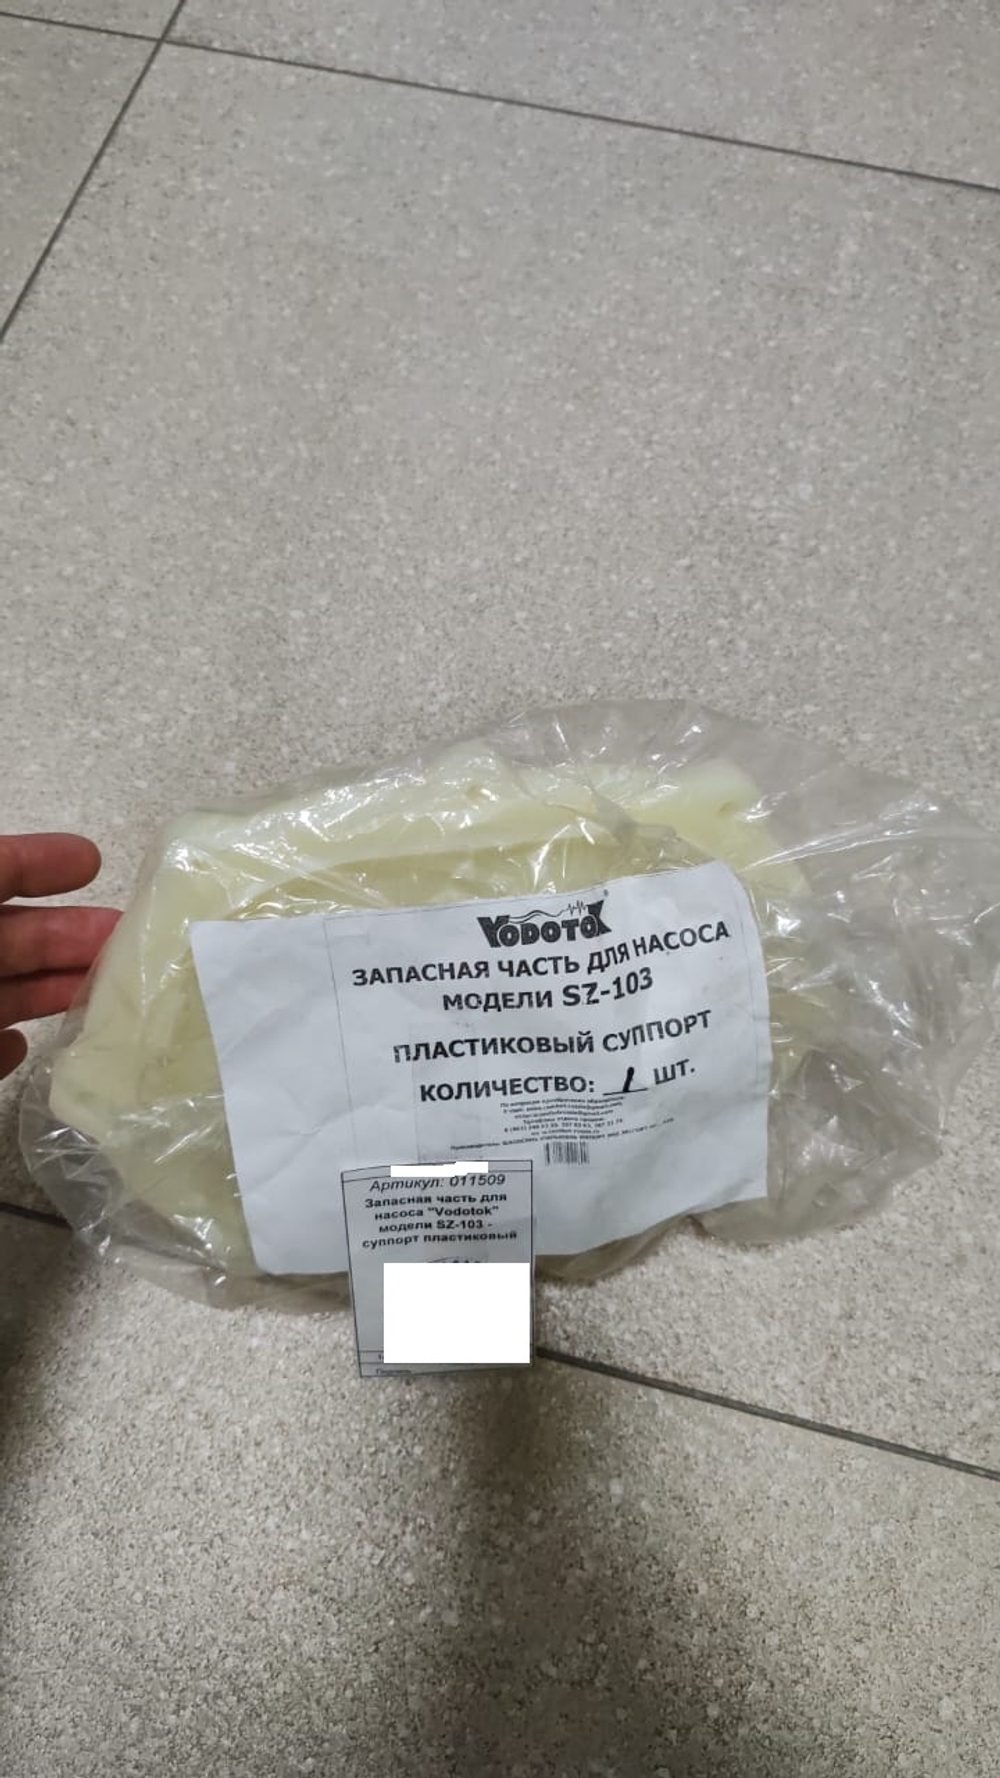 VODOTOK
ЗАПАСНАЯ ЧАСТЬ ДЛЯ НАСОСА
МОДЕЛИ SZ-103
ПЛАСТИКОВЫЙ СУППОРТ
КОЛИЧЕСТВО: 1 ШТ.
Артикул: 011509
Запасная часть для
насоса "Vodotok"
модели SZ-103 -
суппорт пластиковый